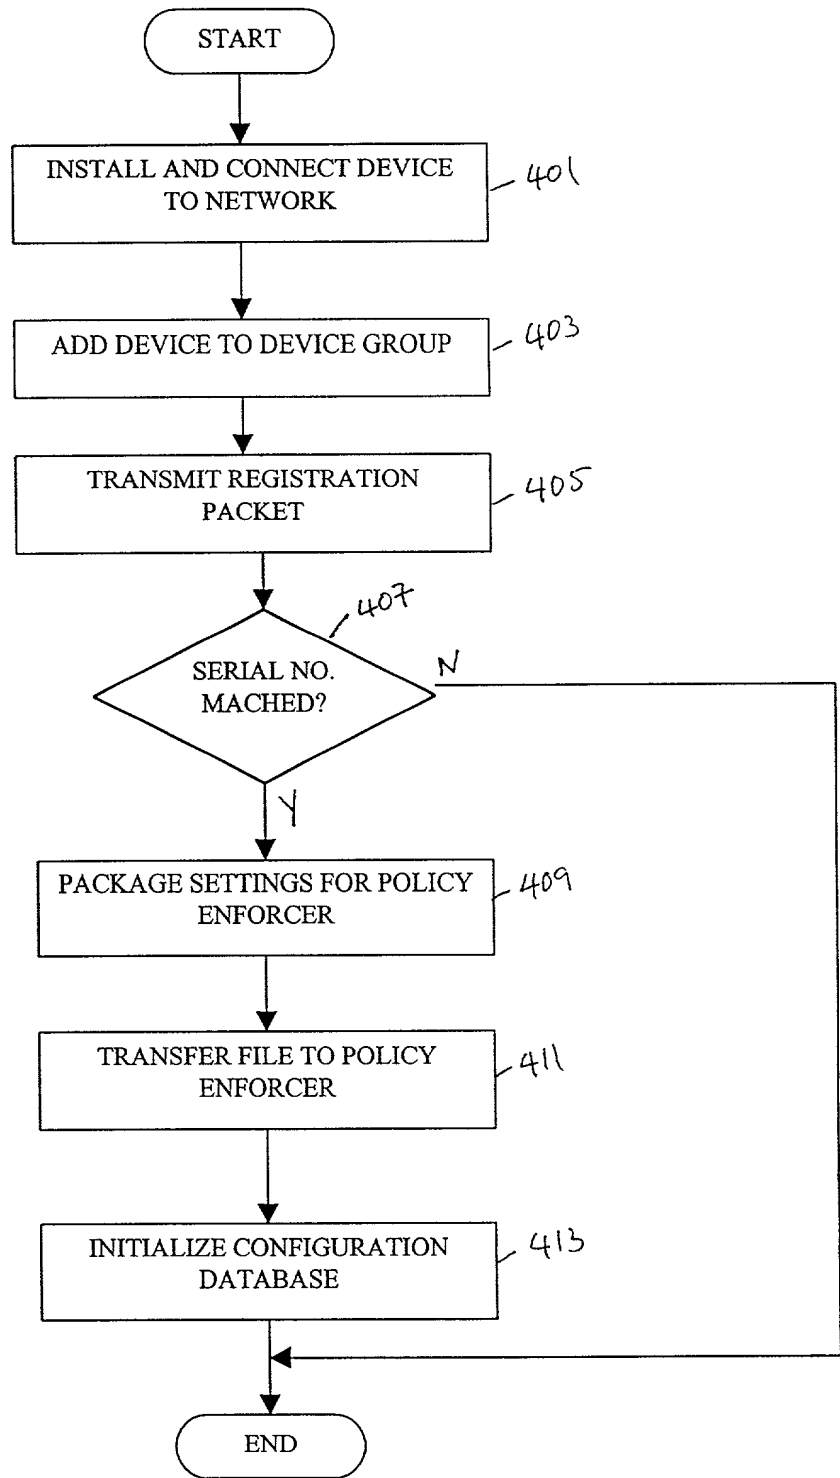 START
INSTALL AND CONNECT DEVICE
TO NETWORK
401
ADD DEVICE TO DEVICE GROUP
403
TRANSMIT REGISTRATION
PACKET
405
407
SERIAL NO.
MACHED?
N
Y
PACKAGE SETTINGS FOR POLICY
ENFORCER
409
TRANSFER FILE TO POLICY
ENFORCER
411
INITIALIZE CONFIGURATION
DATABASE
413
END